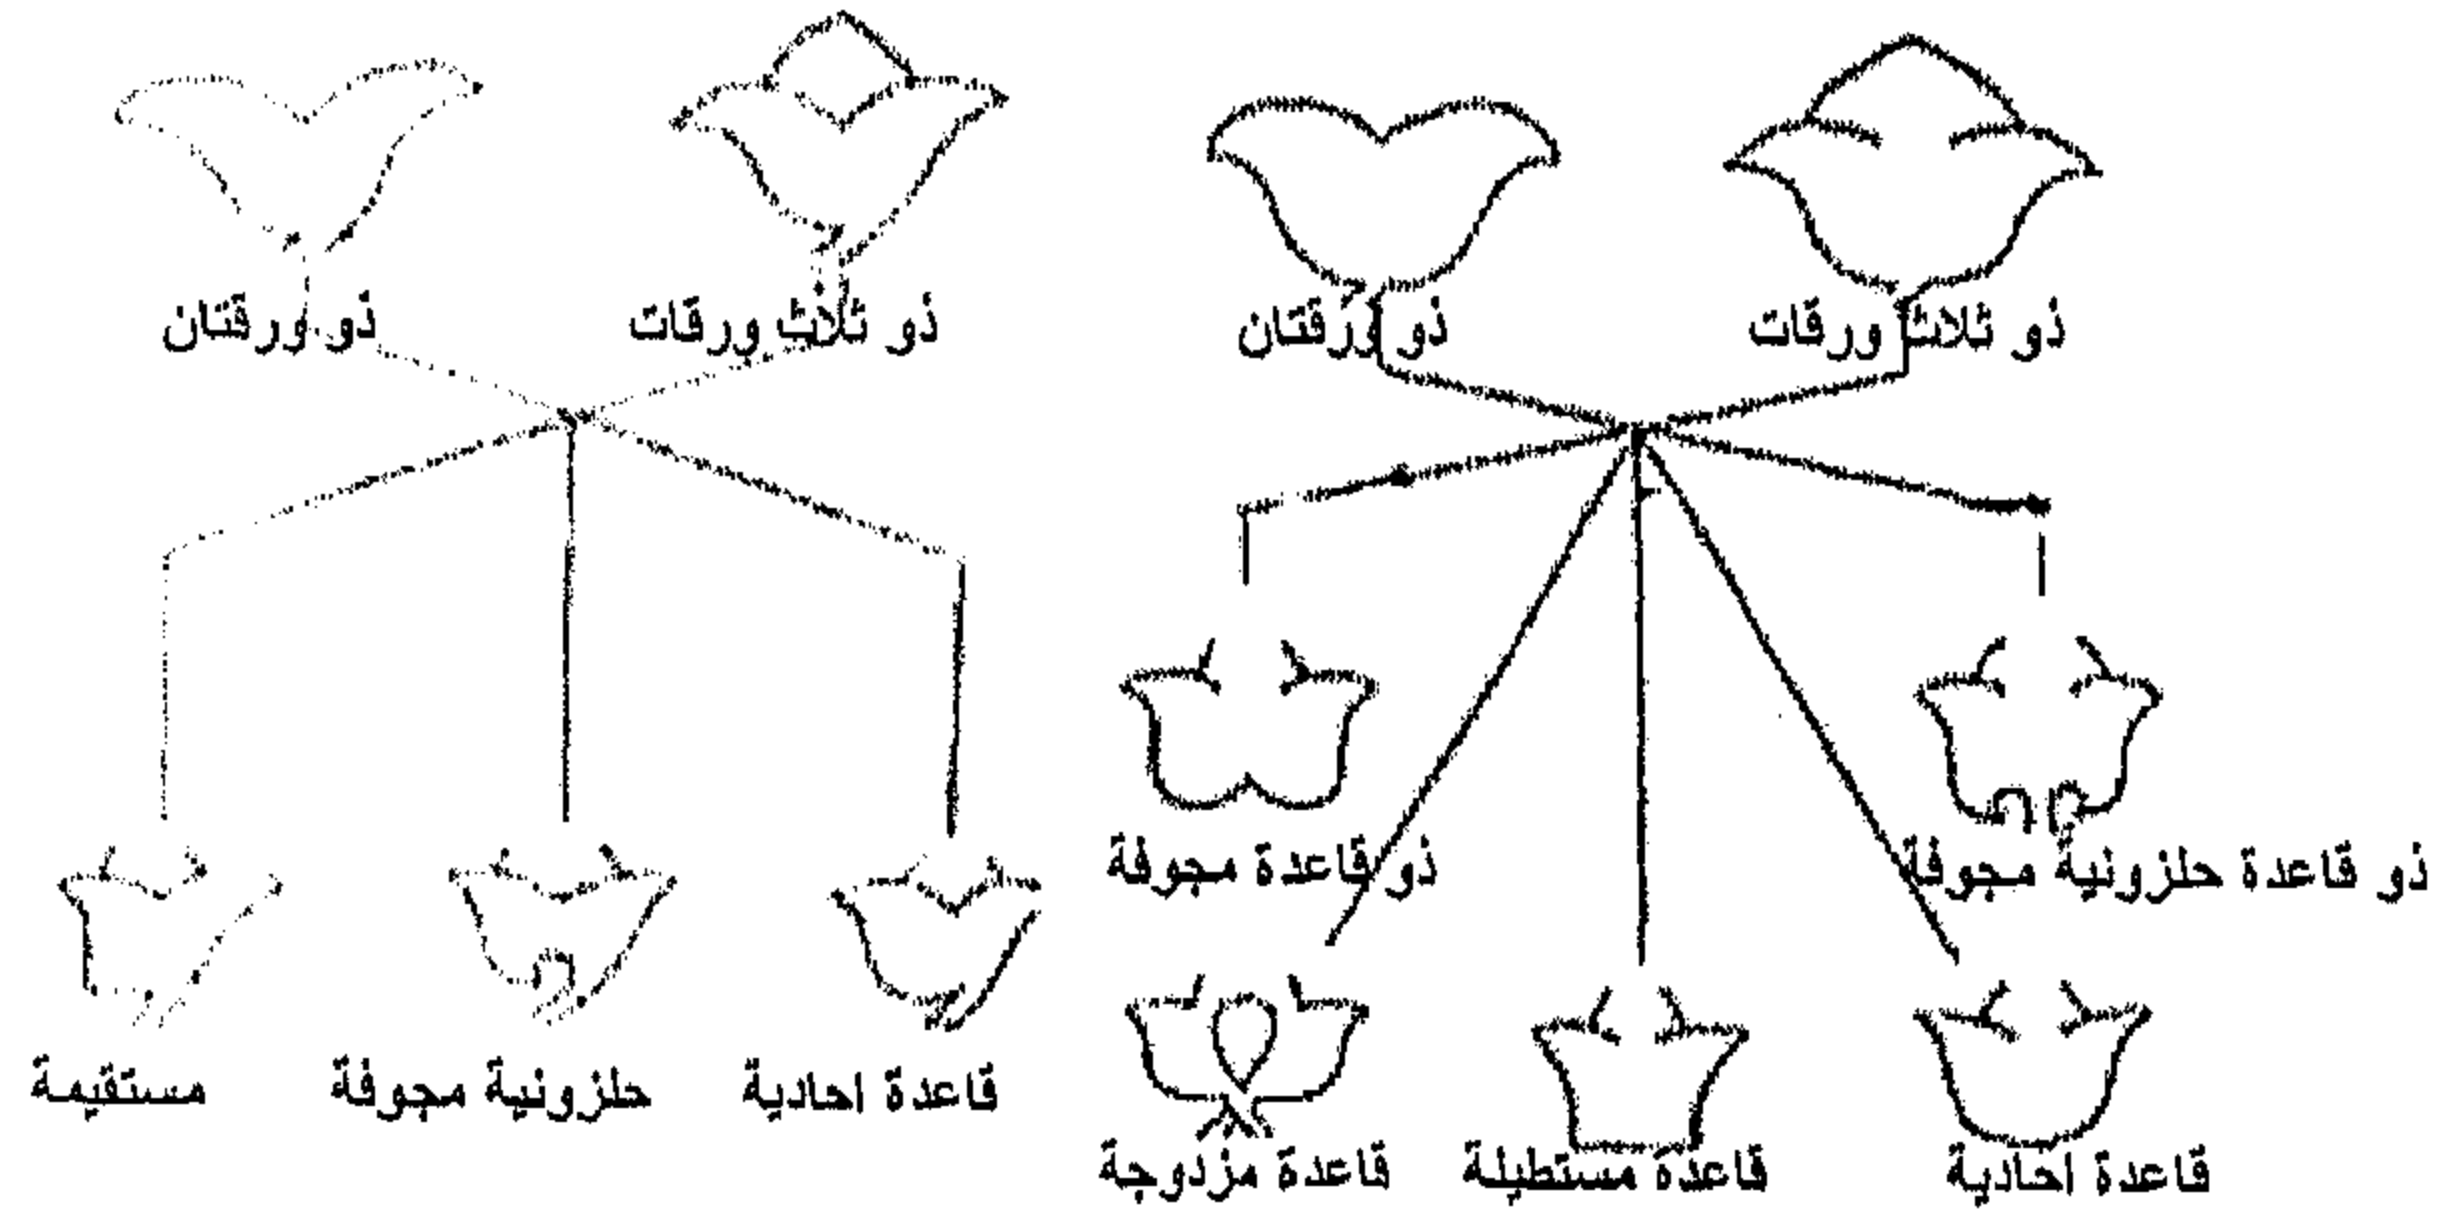 ذو ثلاث ورقات
ذو ورقتان
ذو ثلاث ورقات
ذو ورقتان
ذو قاعدة حلزونية مجوفة
ذو قاعدة مجوفة
قاعدة احادية
قاعدة مستطيلة
قاعدة مزدوجة
قاعدة احادية
حلزونية مجوفة
مستقيمة